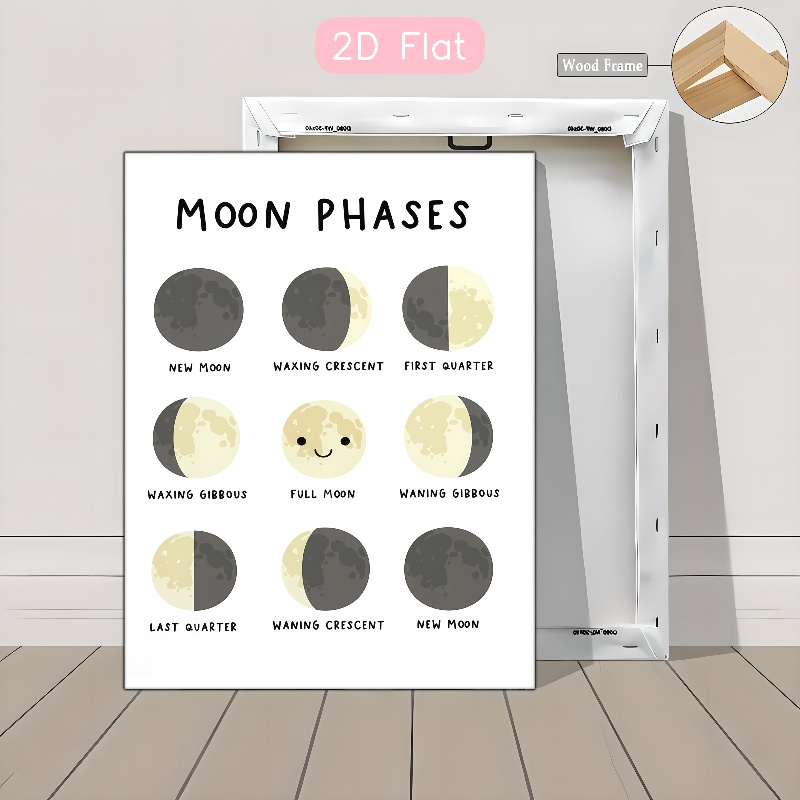 2D Flat
Wood Frame
MOON PHASES
NEW MOON
WAXING CRESCENT
FIRST QUARTER
WAXING GIBBOUS
FULL MOON
WANING GIBBOUS
LAST QUARTER
WANING CRESCENT
NEW MOON